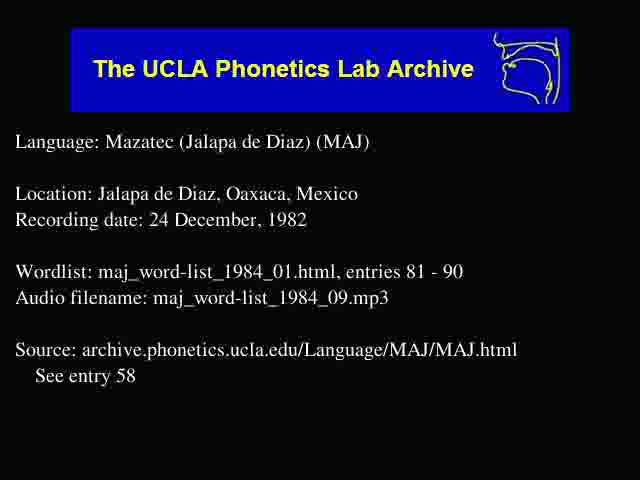 The UCLA Phonetics Lab Archive
Language: Mazatec (Jalapa de Diaz) (MAJ)
Location: Jalapa de Diaz, Oaxaca, Mexico
Recording date: 24 December, 1982
Wordlist: maj_word-list_1984_01.html, entries 81 - 90
Audio filename: maj_word-list_1984_09.mp3
Source: archive.phonetics.ucla.edu/Language/MAJ/MAJ.html
See entry 58